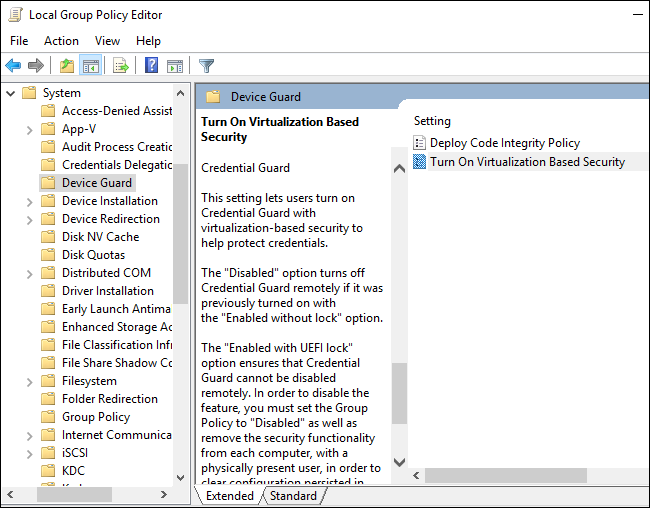 Local Group Policy Editor
File Action View Help
System
Access-Denied Assist
App-V
Audit Process Creatio
Credentials Delegatio
Device Guard
Device Installation
Device Redirection
Disk NV Cache
Disk Quotas
Distributed COM
Driver Installation
Early Launch Antima
Enhanced Storage Ac
File Classification Infr
File Share Shadow Co
Filesystem
Folder Redirection
Group Policy
Internet Communica
iSCSI
KDC
Device Guard
Turn On Virtualization Based
Security
Credential Guard
This setting lets users turn on
Credential Guard with
virtualization-based security to
help protect credentials.
The "Disabled" option turns off
Credential Guard remotely if it was
previously turned on with
the "Enabled without lock" option.
The "Enabled with UEFI lock"
option ensures that Credential
Guard cannot be disabled
remotely. In order to disable the
feature, you must set the Group
Policy to "Disabled" as well as
remove the security functionality
from each computer, with a
physically present user, in order to
clear configuration persisted in
Setting
Deploy Code Integrity Policy
Turn On Virtualization Based Security
Extended Standard